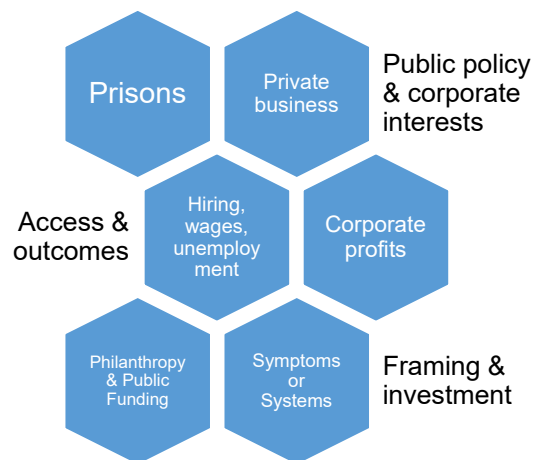 Prisons
Private
business
Public policy
& corporate
interests
Access &
outcomes
Hiring,
wages,
unemploy
ment
Corporate
profits
Philanthropy
& Public
Funding
Symptoms
or
Systems
Framing &
investment